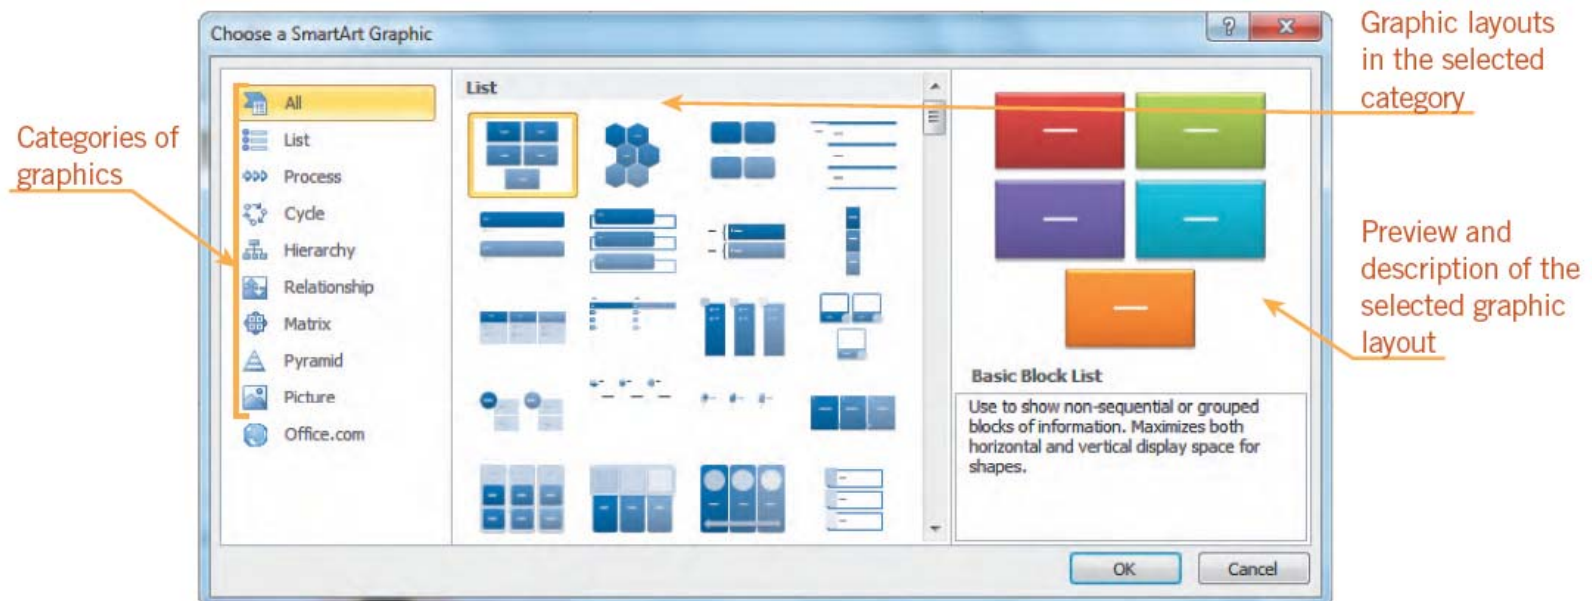 Choose a SmartArt Graphic
Graphic layouts
in the selected
category
Categories of
graphics
All
List
Process
Cycle
Hierarchy
Relationship
Matrix
Pyramid
Picture
Office.com
List
Preview and
description of the
selected graphic
layout
Basic Block List
Use to show non-sequential or grouped
blocks of information. Maximizes both
horizontal and vertical display space for
shapes.
OK
Cancel